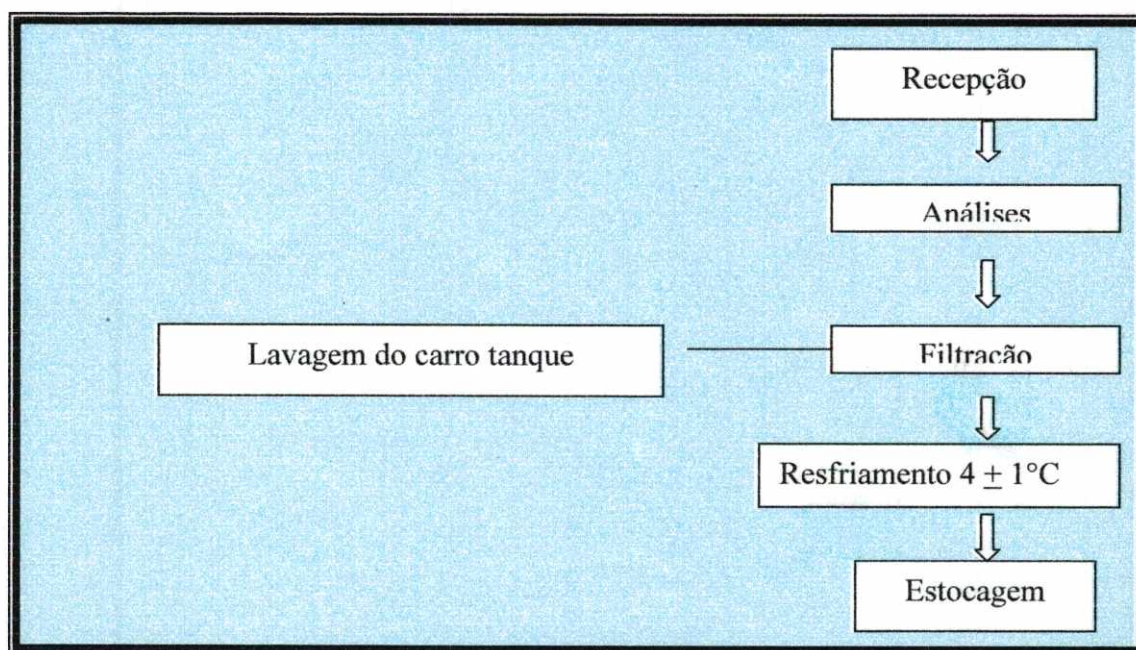 Recepção
Análises
Lavagem do carro tanque
Filtração
Resfriamento 4 ± 1°C
Estocagem